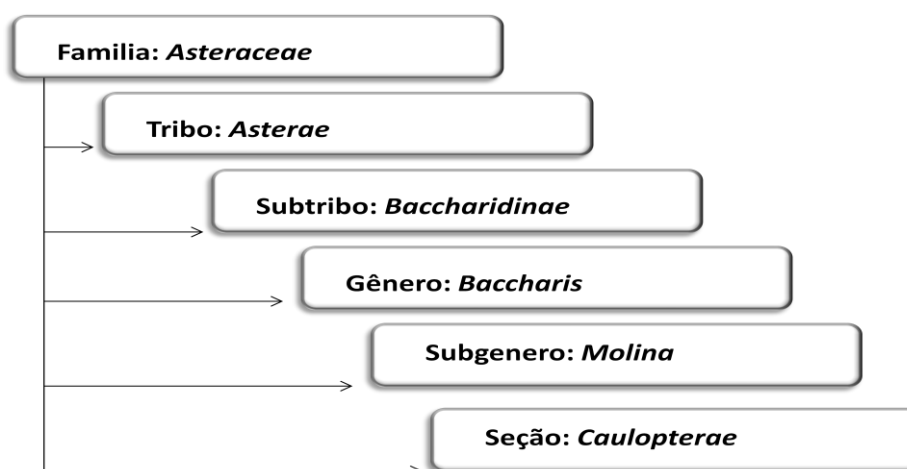 Familia: Asteraceae
Tribo: Asterae
Subtribo: Baccharidinae
Gênero: Baccharis
Subgenero: Molina
Seção: Caulopterae